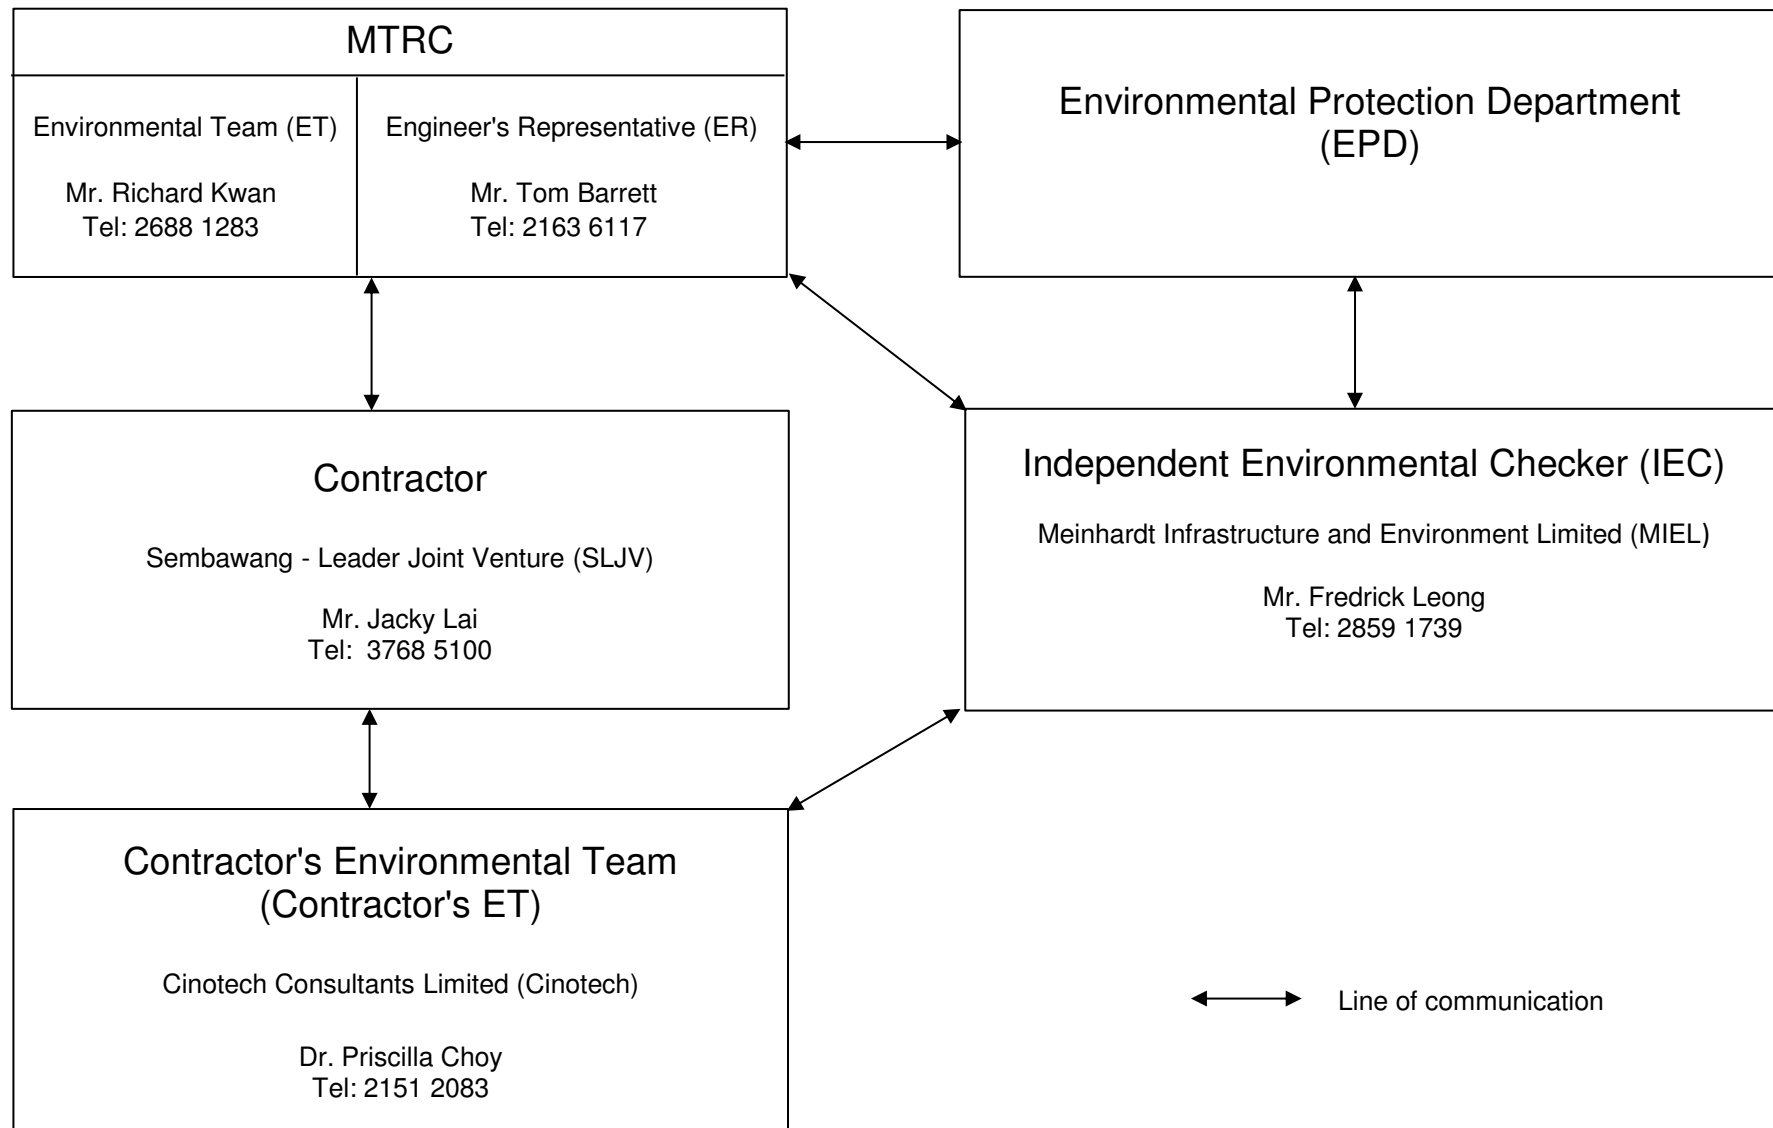 MTRC
Environmental Team (ET)
Mr. Richard Kwan
Tel: 2688 1283
Engineer's Representative (ER)
Mr. Tom Barrett
Tel: 2163 6117
Environmental Protection Department
(EPD)
Contractor
Sembawang - Leader Joint Venture (SLJV)
Mr. Jacky Lai
Tel:  3768 5100
Independent Environmental Checker (IEC)
Meinhardt Infrastructure and Environment Limited (MIEL)
Mr. Fredrick Leong
Tel: 2859 1739
Contractor's Environmental Team
(Contractor's ET)
Cinotech Consultants Limited (Cinotech)
Dr. Priscilla Choy
Tel: 2151 2083
Line of communication